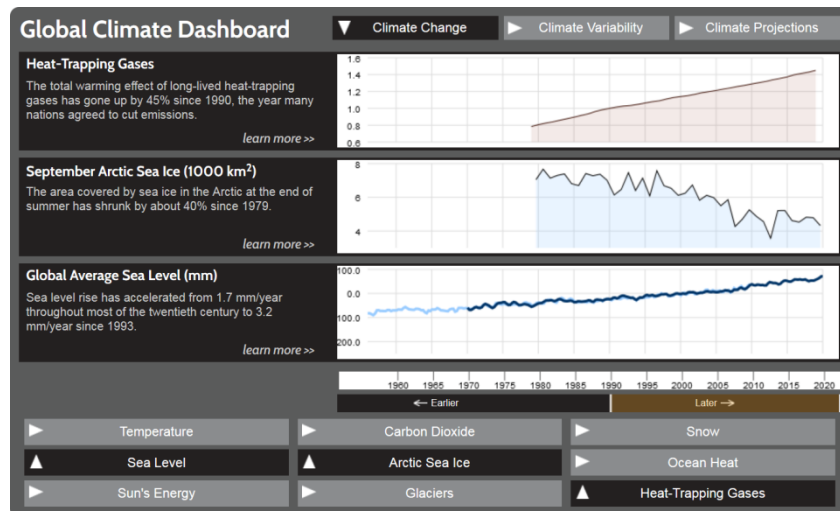 Global Climate Dashboard
Climate Change
Climate Variability
Climate Projections
Heat-Trapping Gases
The total warming effect of long-lived heat-trapping
gases has gone up by 45% since 1990, the year many
nations agreed to cut emissions.
learn more >>
1.6
1.4
1.2
1.0
0.8
0.6
September Arctic Sea Ice (1000 km²)
The area covered by sea ice in the Arctic at the end of
summer has shrunk by about 40% since 1979.
learn more >>
8
6
4
Global Average Sea Level (mm)
Sea level rise has accelerated from 1.7 mm/year
throughout most of the twentieth century to 3.2
mm/year since 1993.
learn more >>
100.0
0.0
100.0
200.0
1960 1965 1970 1975 1980 1985 1990 1995 2000 2005 2010 2015 2020
← Earlier
Later →
Temperature
Carbon Dioxide
Snow
Sea Level
Arctic Sea Ice
Ocean Heat
Sun's Energy
Glaciers
Heat-Trapping Gases